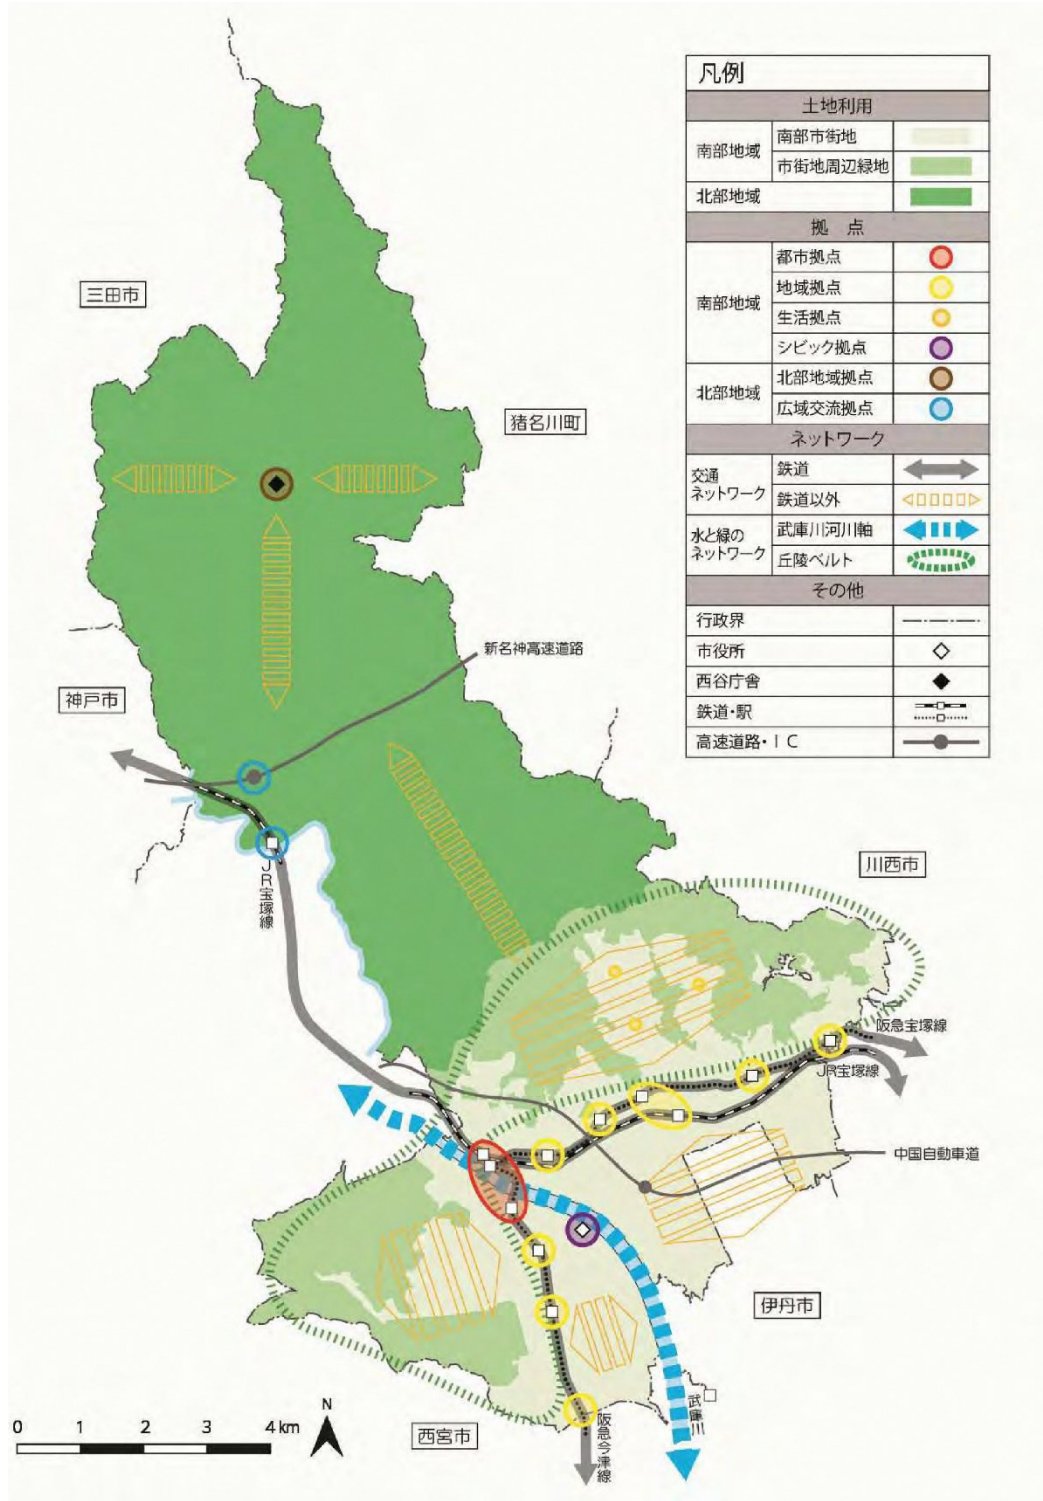 凡例
土地利用
南部地域
南部市街地
市街地周辺緑地
北部地域
拠 点
南部地域
都市拠点
地域拠点
生活拠点
シビック拠点
北部地域
北部地域拠点
広域交流拠点
ネットワーク
交通
ネットワーク
鉄道
鉄道以外
水と緑の
ネットワーク
武庫川河川軸
丘陵ベルト
その他
行政界
市役所
西谷庁舎
鉄道・駅
高速道路・IC
三田市
猪名川町
新名神高速道路
神戸市
JR宝塚線
川西市
阪急宝塚線
JR宝塚線
中国自動車道
伊丹市
武庫川
西宮市
阪急今津線
0 1 2 3 4km
N